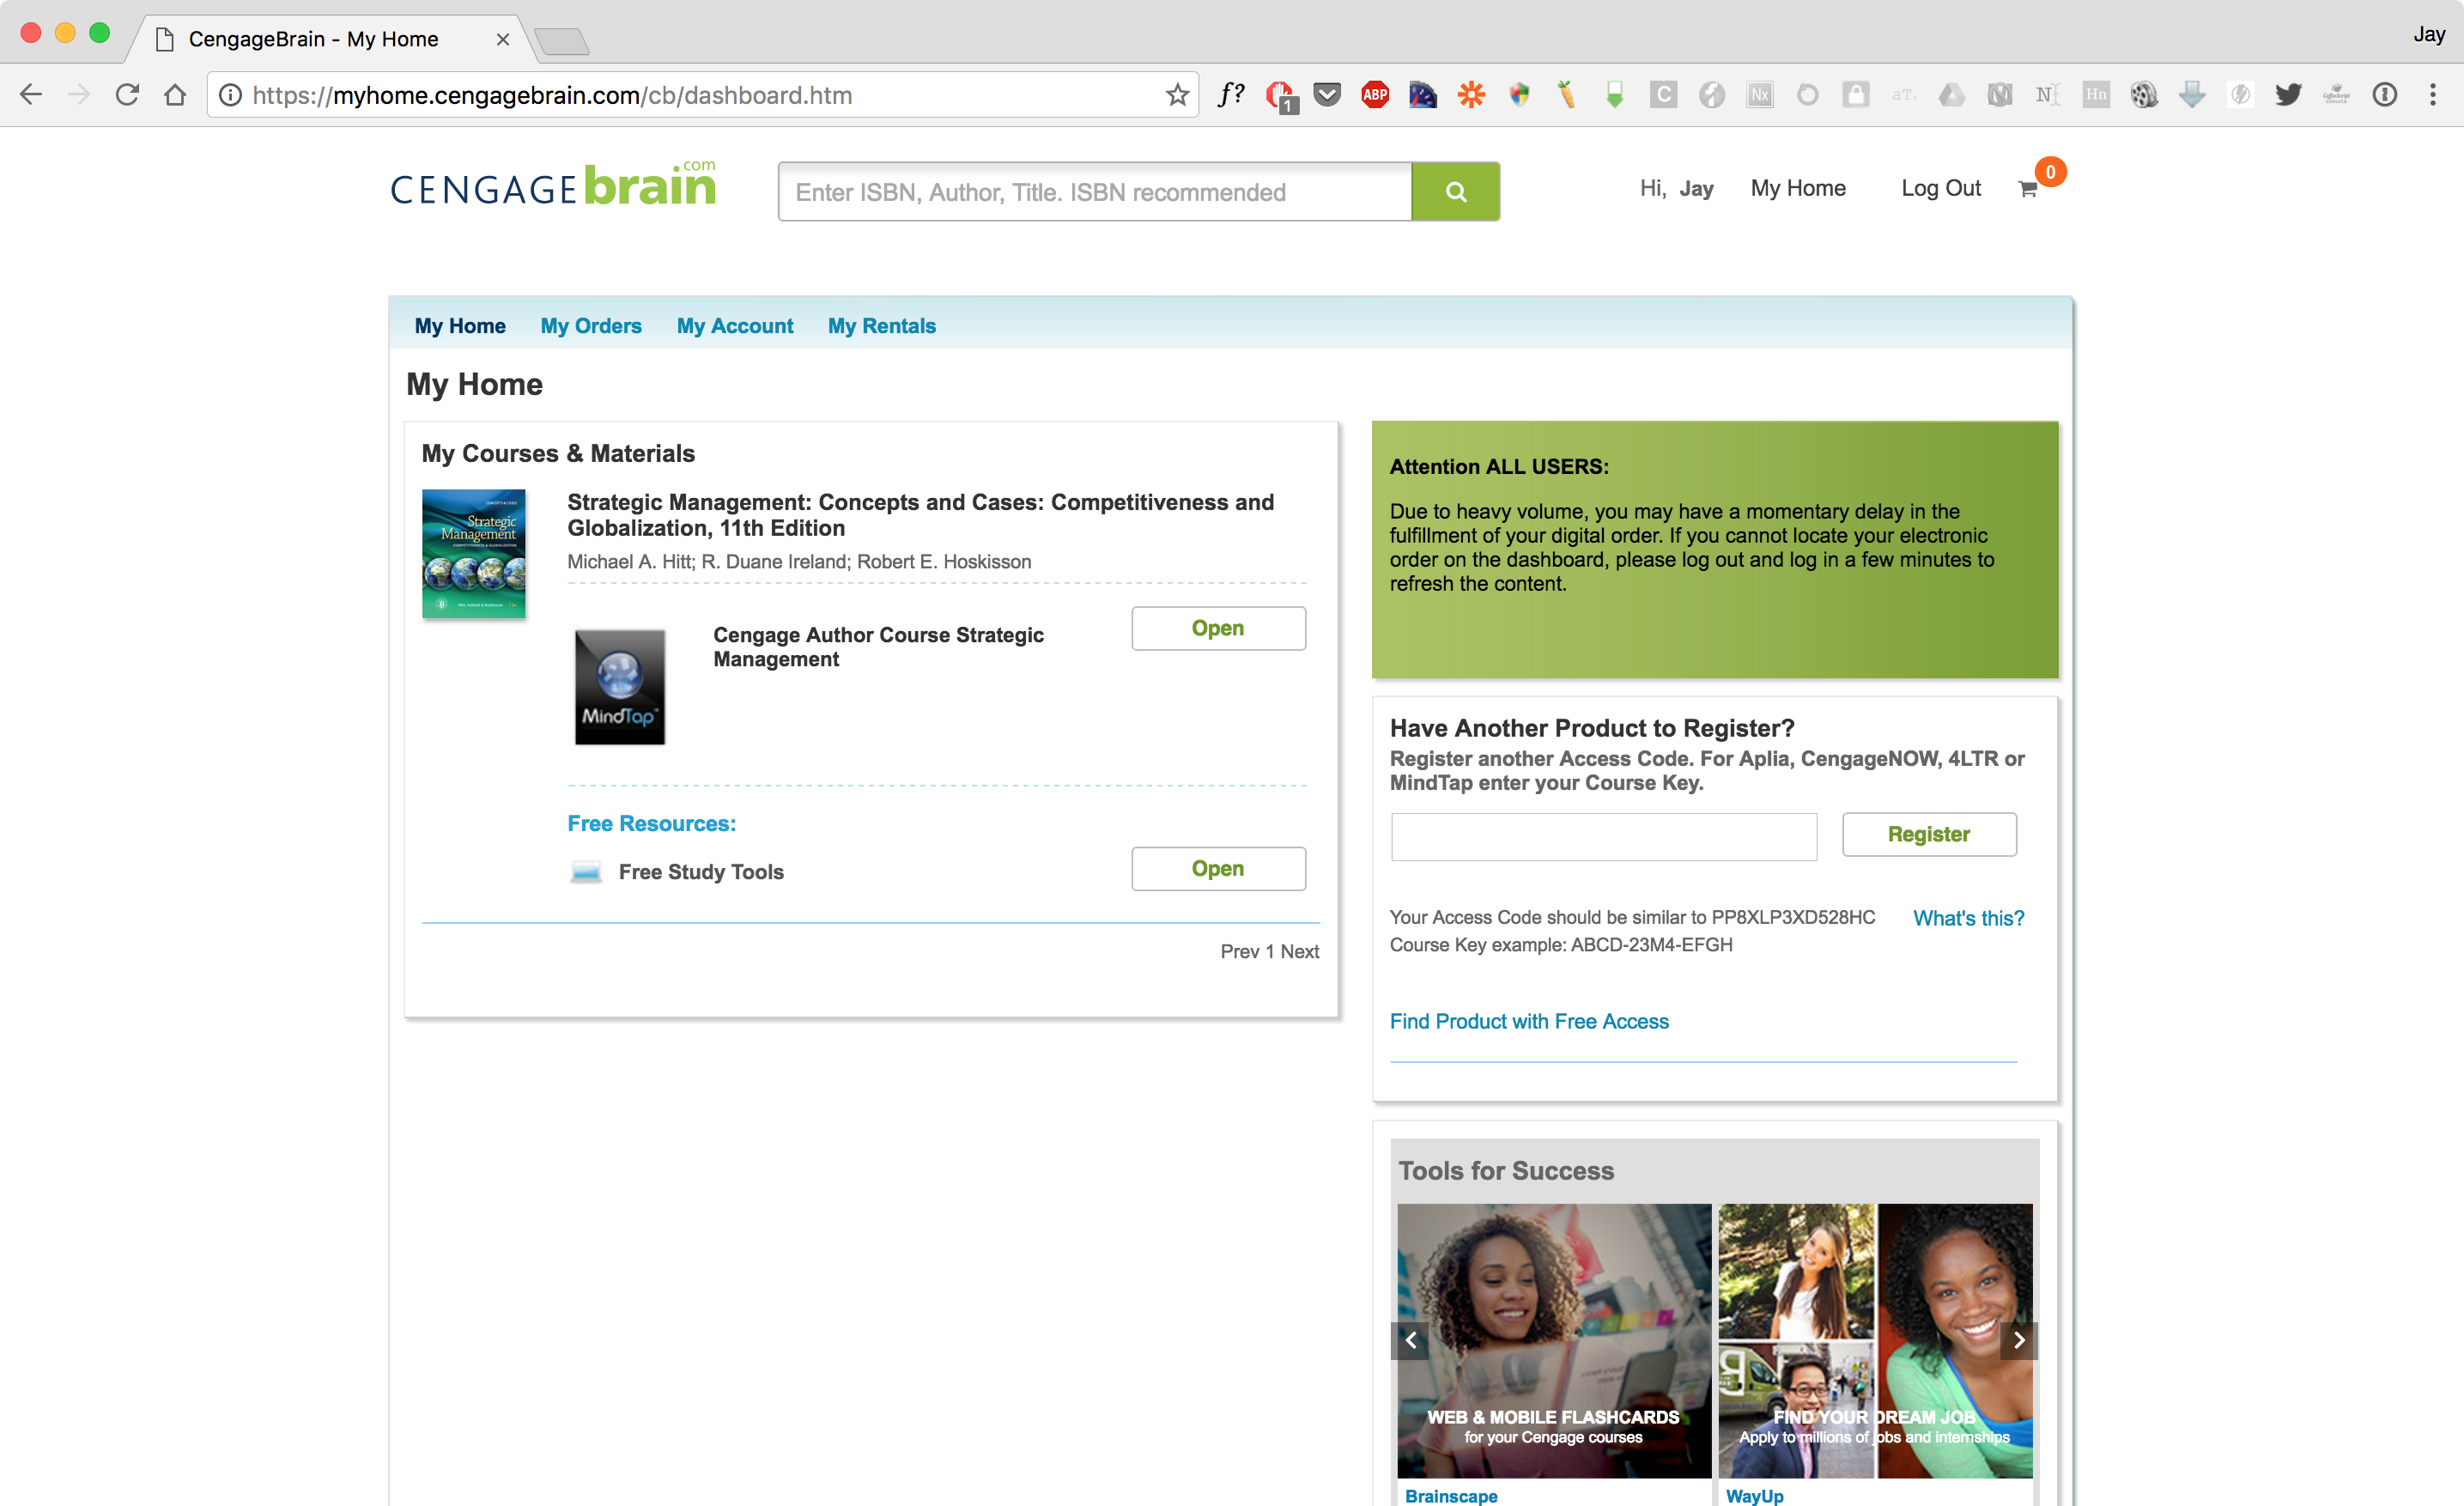 CengageBrain - My Home
Jay
https://myhome.cengagebrain.com/cb/dashboard.htm
f?
1
ABP
C
Nx
aT.
N
Hn
CENGAGEbrain.com
Enter ISBN, Author, Title. ISBN recommended
Hi, Jay
My Home
Log Out
0
My Home
My Orders
My Account
My Rentals
My Home
My Courses & Materials
Strategic
Management
Strategic Management: Concepts and Cases: Competitiveness and
Globalization, 11th Edition
Michael A. Hitt; R. Duane Ireland; Robert E. Hoskisson
MindTap
Cengage Author Course Strategic
Management
Open
Free Resources:
Free Study Tools
Open
Prev 1 Next
Attention ALL USERS:
Due to heavy volume, you may have a momentary delay in the
fulfillment of your digital order. If you cannot locate your electronic
order on the dashboard, please log out and log in a few minutes to
refresh the content.
Have Another Product to Register?
Register another Access Code. For Aplia, CengageNOW, 4LTR or
MindTap enter your Course Key.
Register
Your Access Code should be similar to PP8XLP3XD528HC
What's this?
Course Key example: ABCD-23M4-EFGH
Find Product with Free Access
Tools for Success
WEB & MOBILE FLASHCARDS
for your Cengage courses
FIND YOUR DREAM JOB
Apply to millions of jobs and internships
Brainscape
WayUp